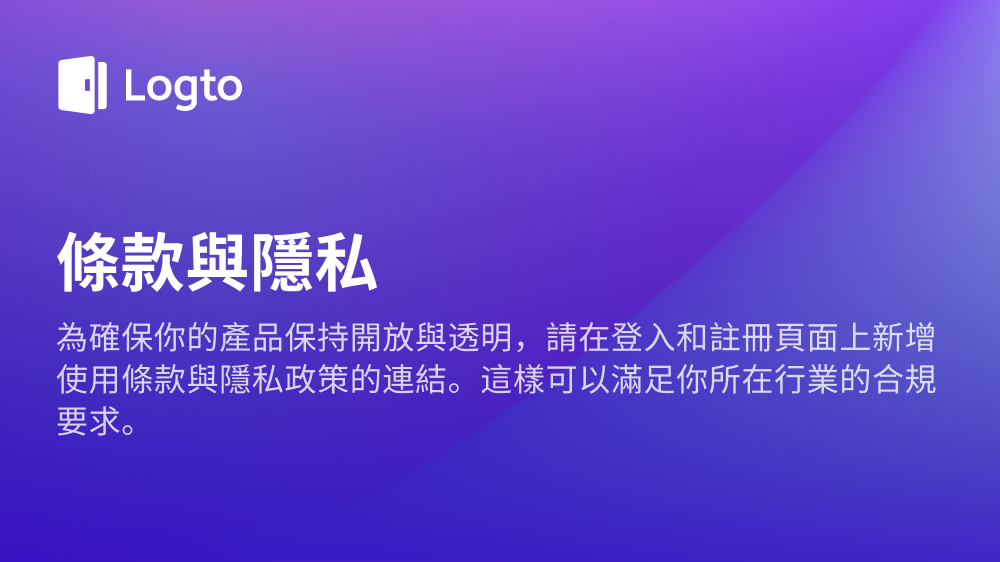 Logto
條款與隱私
為確保你的產品保持開放與透明，請在登入和註冊頁面上新增
使用條款與隱私政策的連結。這樣可以滿足你所在行業的合規
要求。